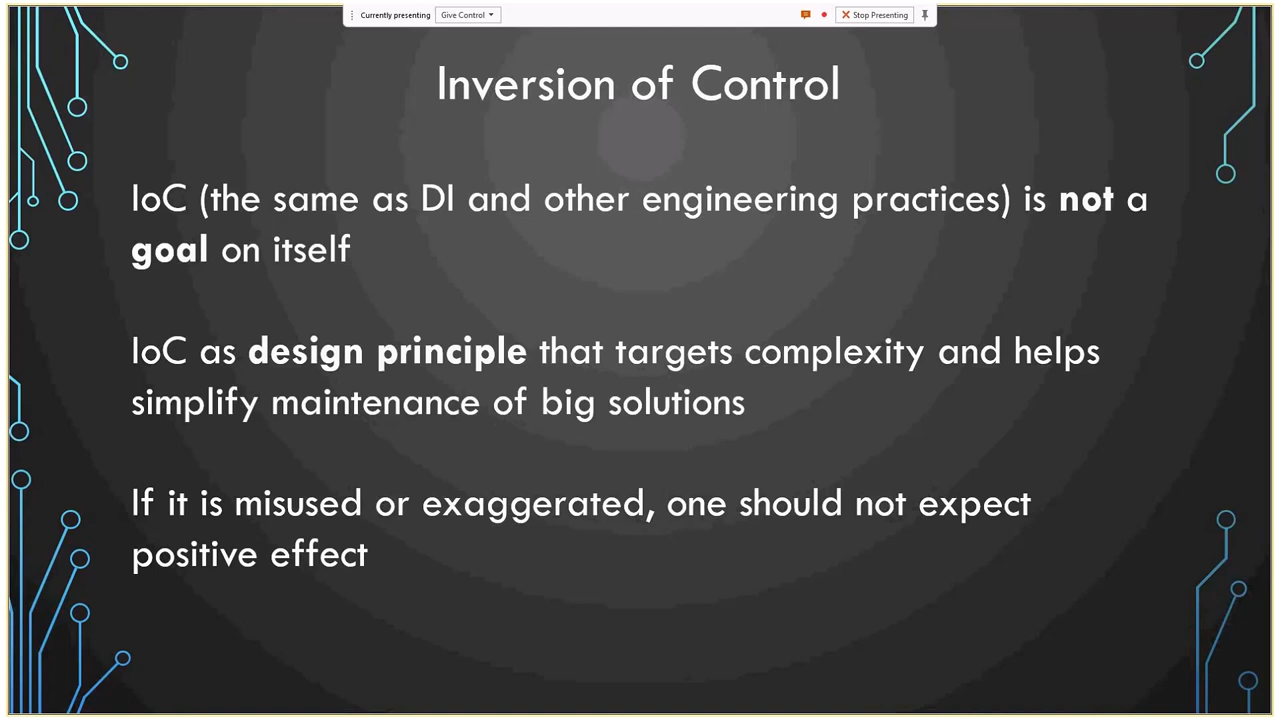 Currently presenting Give Control Stop Presenting
Inversion of Control
IoC (the same as DI and other engineering practices) is not a
goal on itself
IoC as design principle that targets complexity and helps
simplify maintenance of big solutions
If it is misused or exaggerated, one should not expect
positive effect